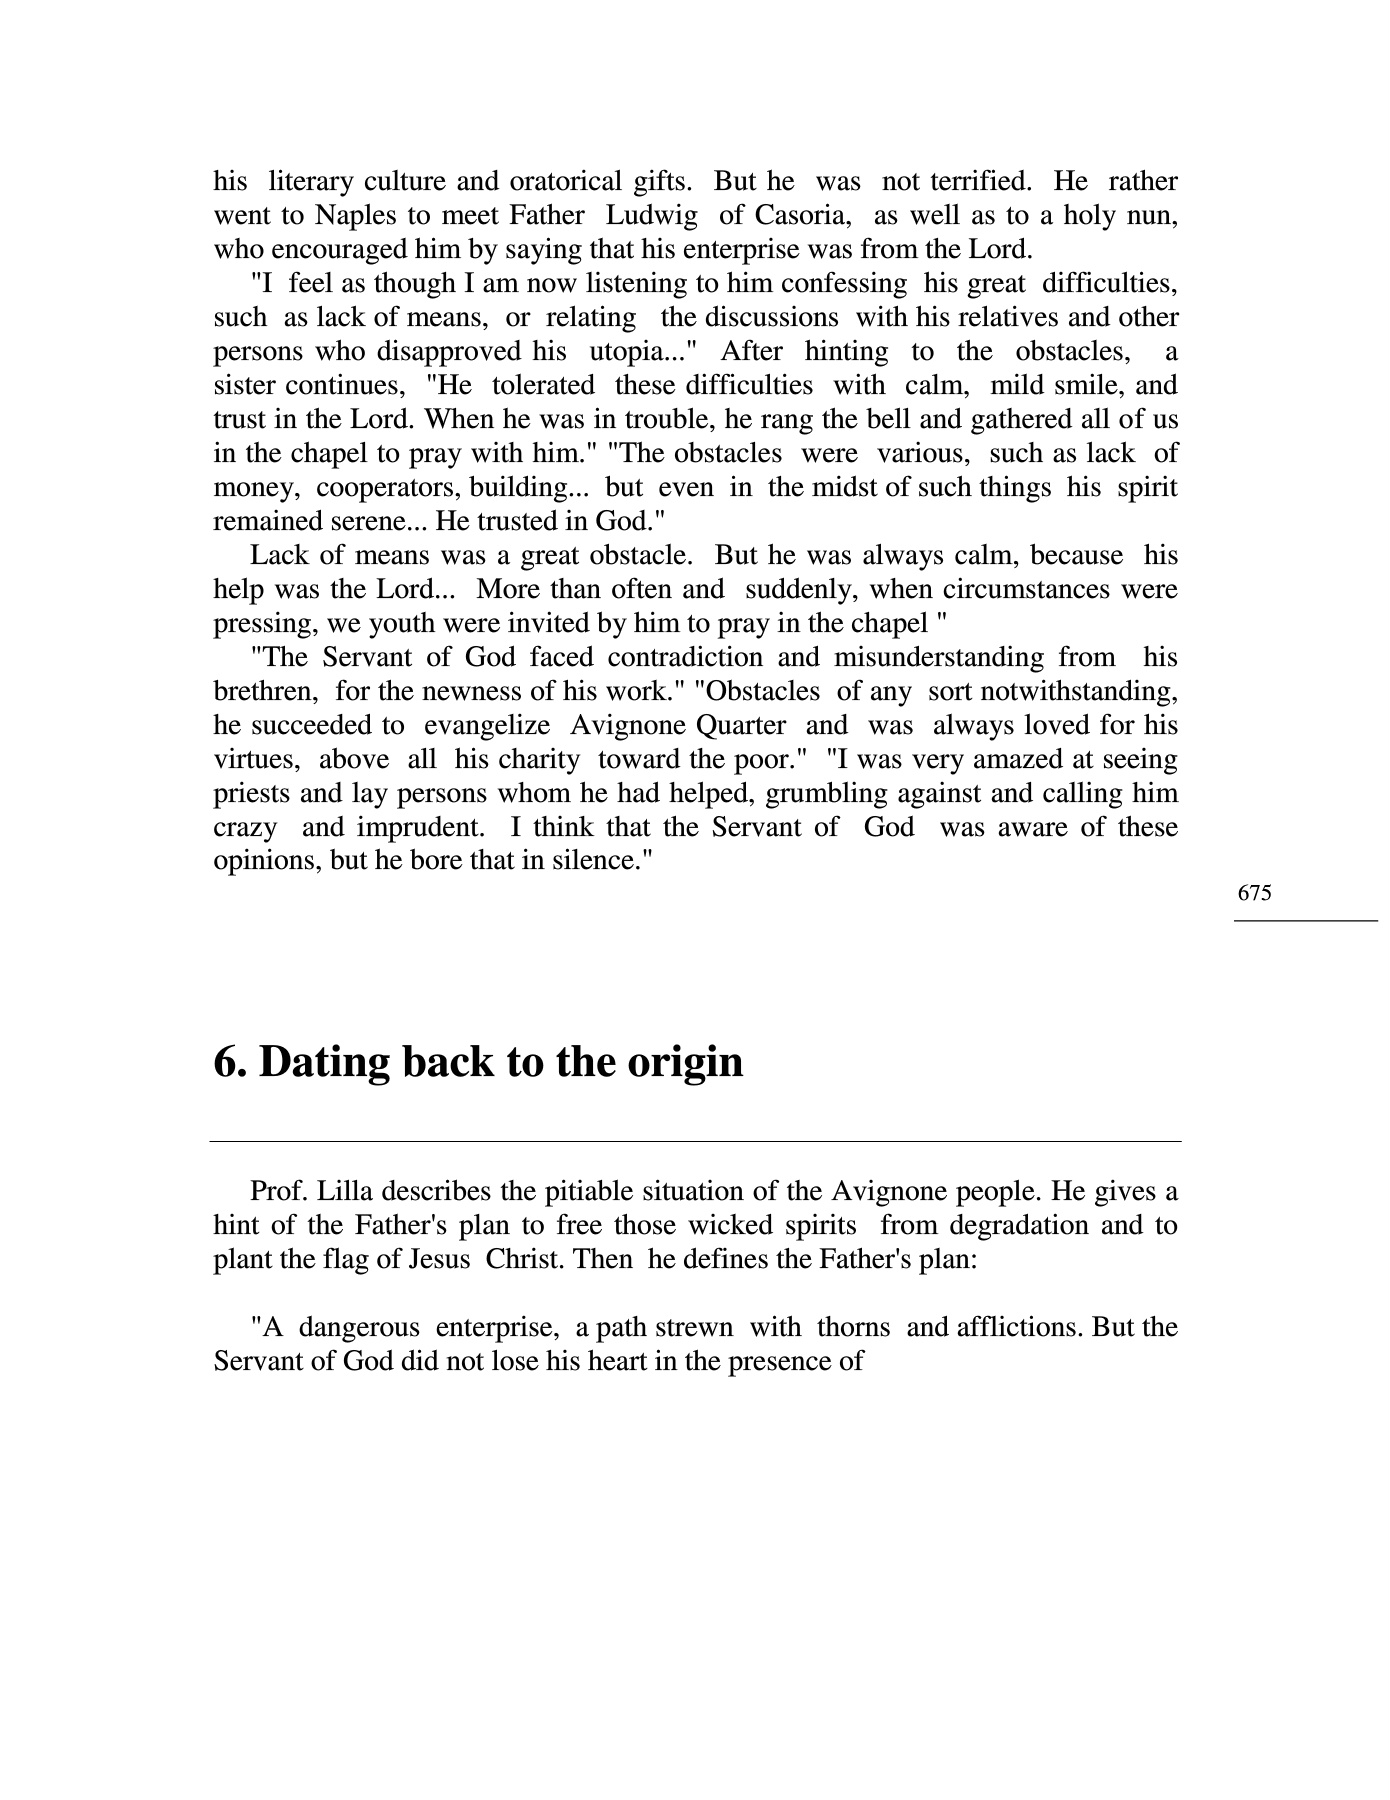 his literary culture and oratorical gifts. But he was not terrified. He rather
went to Naples to meet Father Ludwig of Casoria, as well as to a holy nun,
who encouraged him by saying that his enterprise was from the Lord.
"I feel as though I am now listening to him confessing his great difficulties,
such as lack of means, or relating the discussions with his relatives and other
persons who disapproved his utopia..." After hinting to the obstacles, a
sister continues, "He tolerated these difficulties with calm, mild smile, and
trust in the Lord. When he was in trouble, he rang the bell and gathered all of us
in the chapel to pray with him." "The obstacles were various, such as lack of
money, cooperators, building... but even in the midst of such things his spirit
remained serene... He trusted in God."
Lack of means was a great obstacle. But he was always calm, because his
help was the Lord... More than often and suddenly, when circumstances were
pressing, we youth were invited by him to pray in the chapel "
"The Servant of God faced contradiction and misunderstanding from his
brethren, for the newness of his work." "Obstacles of any sort notwithstanding,
he succeeded to evangelize Avignone Quarter and was always loved for his
virtues, above all his charity toward the poor." "I was very amazed at seeing
priests and lay persons whom he had helped, grumbling against and calling him
crazy and imprudent. I think that the Servant of God was aware of these
opinions, but he bore that in silence."
675
6. Dating back to the origin
Prof. Lilla describes the pitiable situation of the Avignone people. He gives a
hint of the Father's plan to free those wicked spirits from degradation and to
plant the flag of Jesus Christ. Then he defines the Father's plan:
"A dangerous enterprise, a path strewn with thorns and afflictions. But the
Servant of God did not lose his heart in the presence of